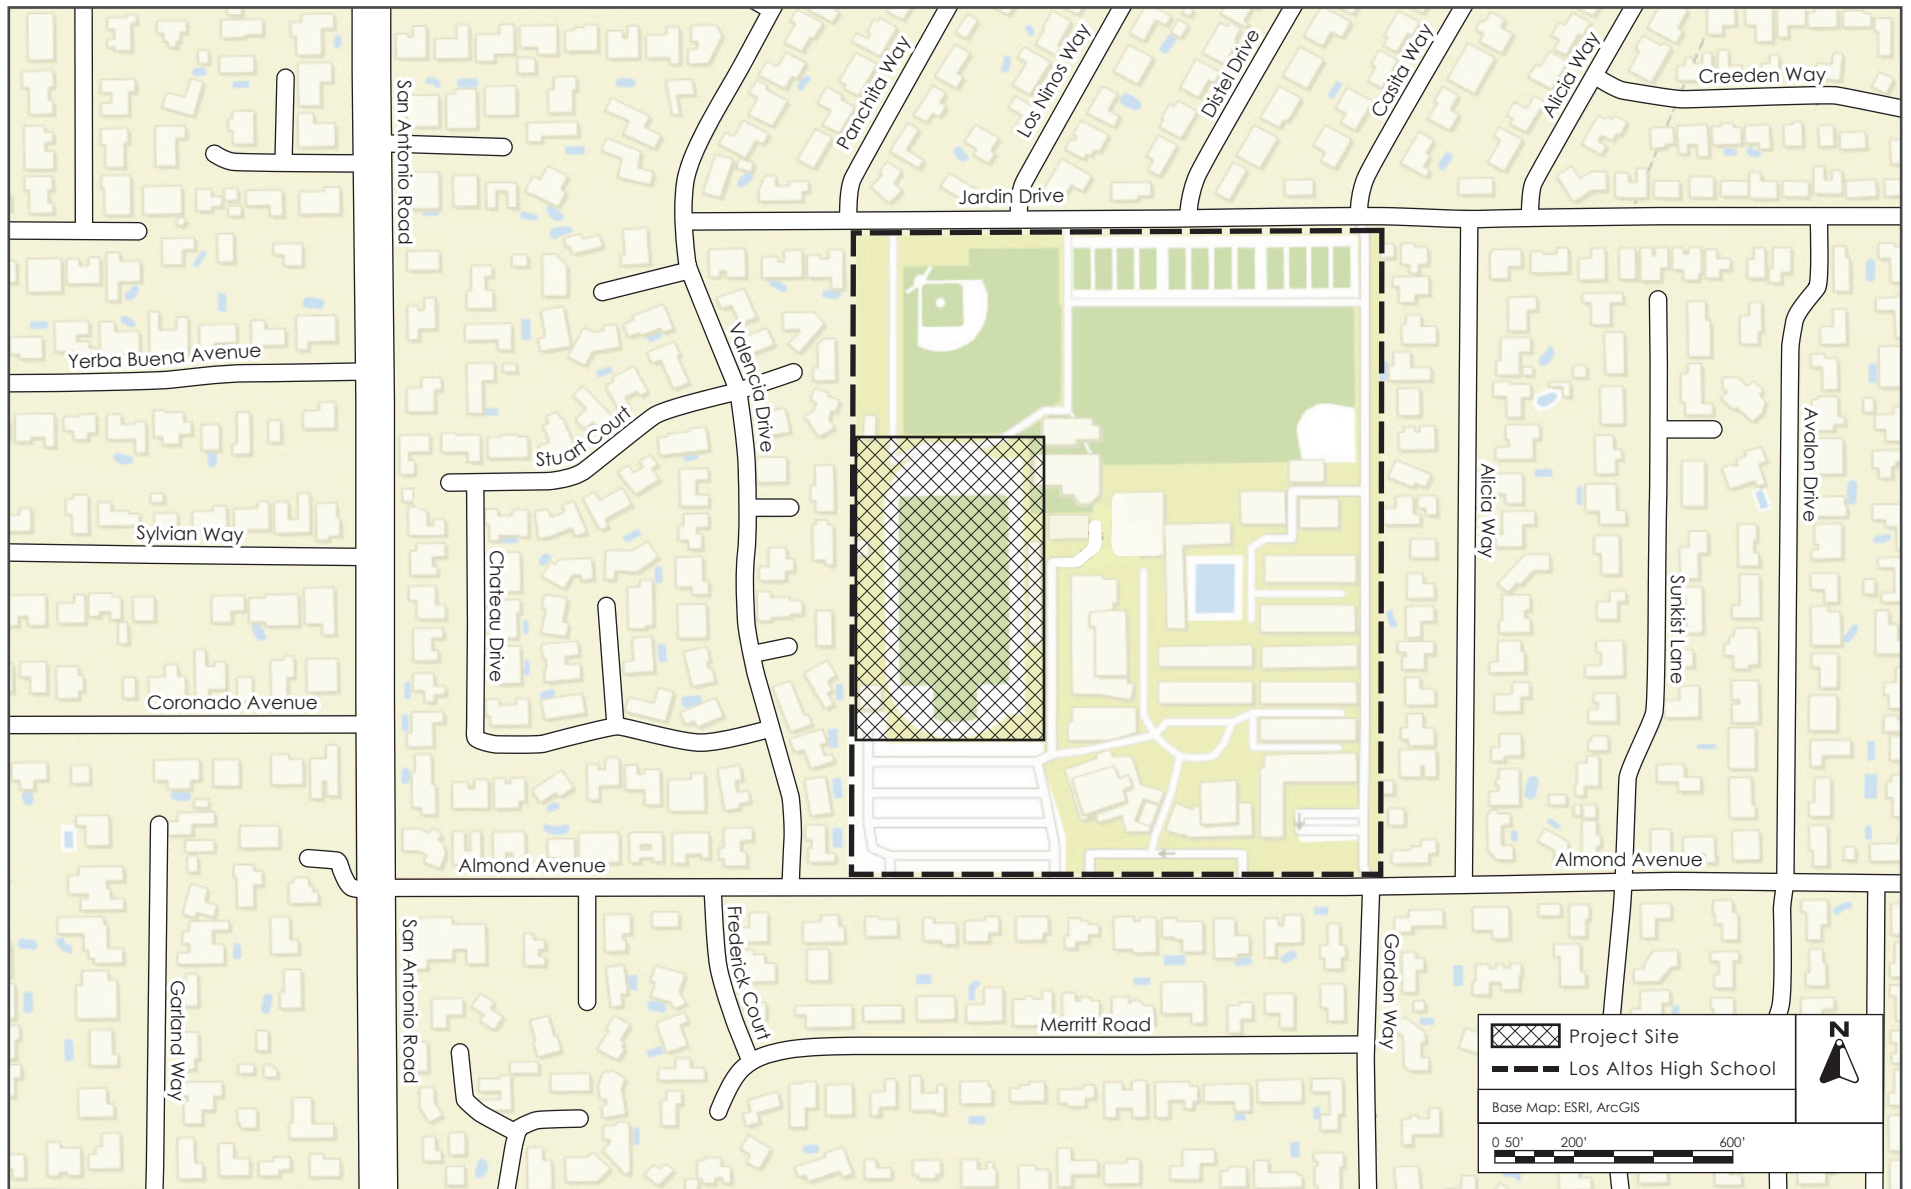 Panchita Way
Los Ninos Way
Distel Drive
Casita Way
Alicia Way
Creeden Way
San Antonio Road
Jardin Drive
Yerba Buena Avenue
Valencia Drive
Stuart Court
Avalon Drive
Alicia Way
Sylvian Way
Chateau Drive
Sunkist Lane
Coronado Avenue
Almond Avenue
Almond Avenue
San Antonio Road
Frederick Court
Gordon Way
Garland Way
Merritt Road
Project Site
Los Altos High School
N
Base Map: ESRI, ArcGIS
0 50' 200' 600'